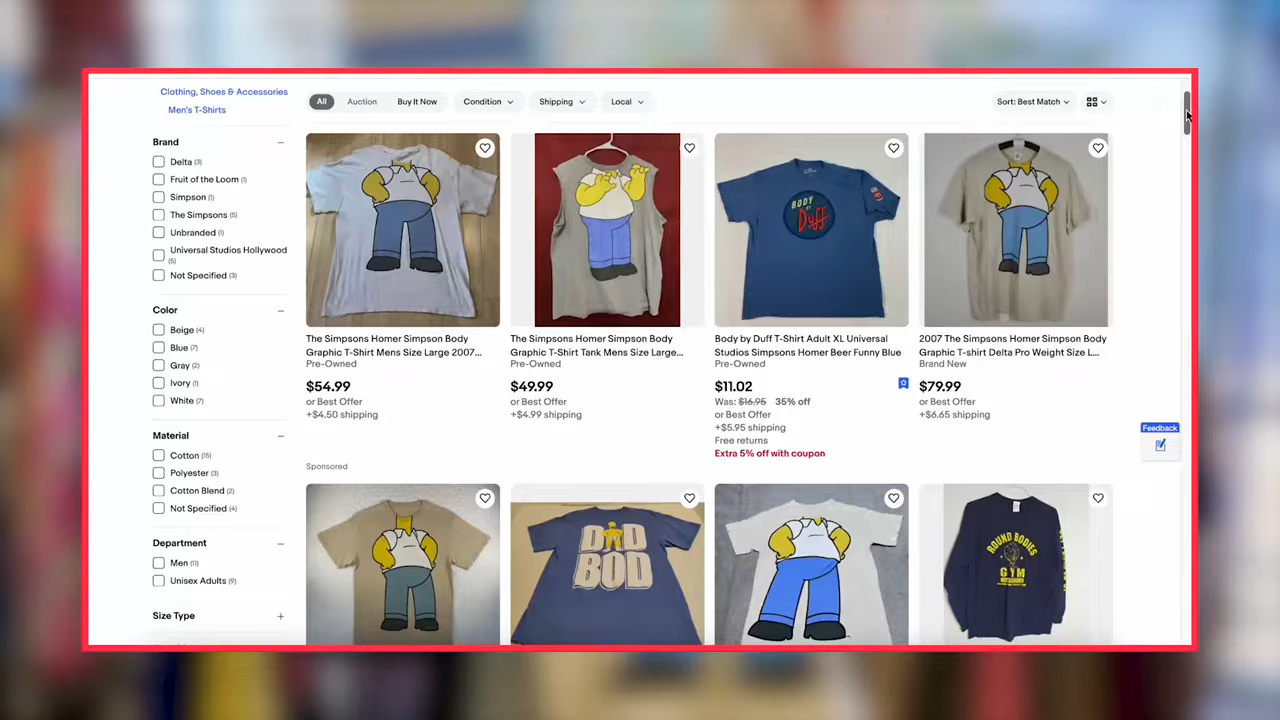 Clothing, Shoes & Accessories
Men's T-Shirts
All
Auction
Buy It Now
Condition
Shipping
Local
Sort: Best Match
Brand
Delta (3)
Fruit of the Loom (1)
Simpson (1)
The Simpsons (5)
Unbranded (1)
Universal Studios Hollywood
(5)
Not Specified (3)
Color
Beige (4)
Blue (7)
Gray (2)
Ivory (1)
White (7)
Material
Cotton (15)
Polyester (3)
Cotton Blend (2)
Not Specified (4)
Department
Men (11)
Unisex Adults (9)
Size Type
The Simpsons Homer Simpson Body
Graphic T-Shirt Mens Size Large 2007...
Pre-Owned
$54.99
or Best Offer
+$4.50 shipping
Sponsored
The Simpsons Homer Simpson Body
Graphic T-Shirt Tank Mens Size Large...
Pre-Owned
$49.99
or Best Offer
+$4.99 shipping
BODY
BY
Duff
Body by Duff T-Shirt Adult XL Universal
Studios Simpsons Homer Beer Funny Blue
Pre-Owned
$11.02
Was: $16.95 35% off
or Best Offer
+$5.95 shipping
Free returns
Extra 5% off with coupon
2007 The Simpsons Homer Simpson Body
Graphic T-shirt Delta Pro Weight Size L...
Brand New
$79.99
or Best Offer
+$6.65 shipping
Feedback
DAD
BOD
ROUND BODIES
GYM